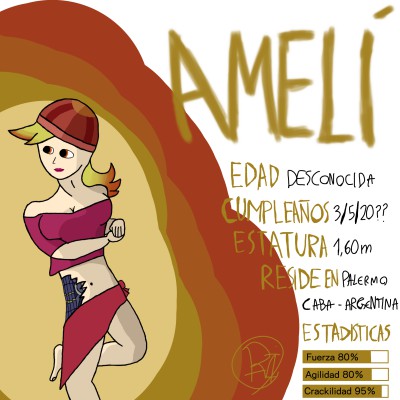 AMELÍ
EDAD DESCONOCIDA
CUMPLEAÑOS 3/5/20??
ESTATURA 1,60m
RESIDE EN PALERMO
CABA - ARGENTINA
ESTADISTICAS
Fuerza 80%
Agilidad 80%
Crackilidad 95%